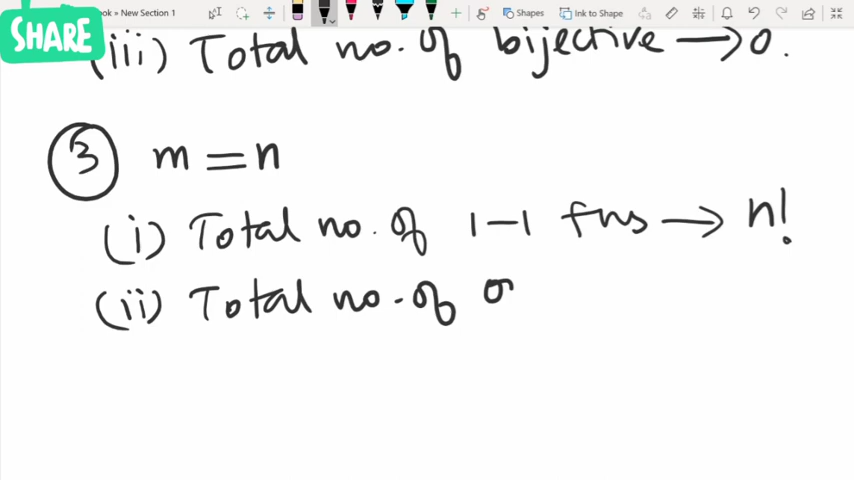 SHARE
ook » New Section 1
Shapes
Ink to Shape
(iii) Total no. of bijective → 0.
③ m = n
(i) Total no. of 1-1 fns → n!
(ii) Total no. of o